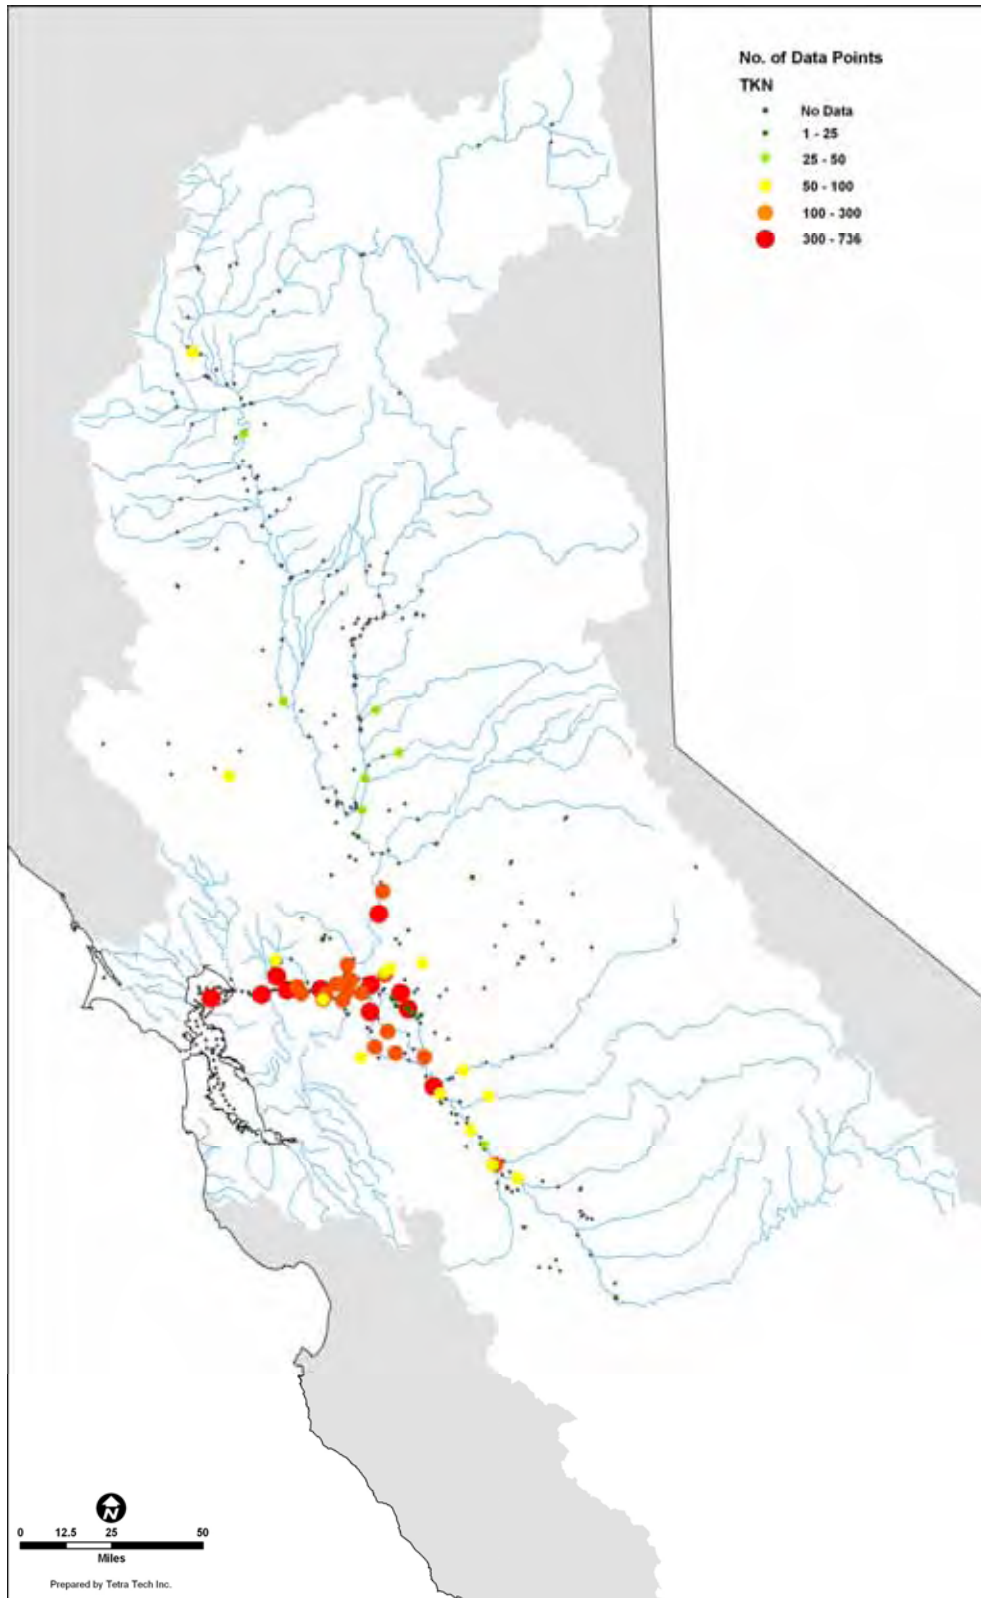 No. of Data Points
TKN
No Data
1 - 25
25 - 50
50 - 100
100 - 300
300 - 736
0 12.5 25 50
Miles
Prepared by Tetra Tech Inc.